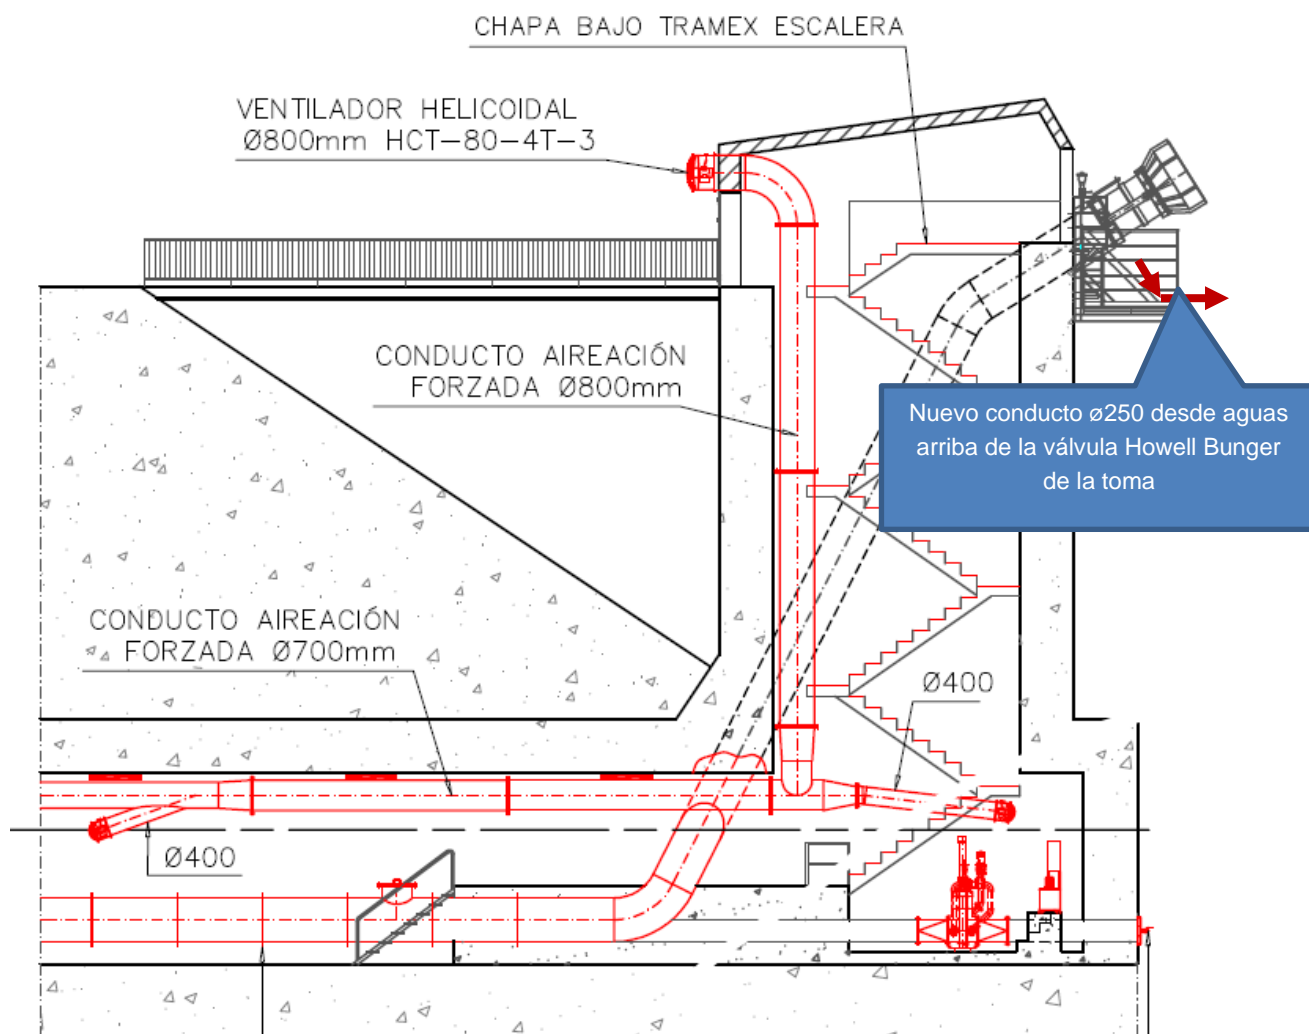 CHAPA BAJO TRAMEX ESCALERA
VENTILADOR HELICOIDAL
Ø800mm HCT-80-4T-3
CONDUCTO AIREACIÓN
FORZADA Ø800mm
Nuevo conducto ø250 desde aguas
arriba de la válvula Howell Bunger
de la toma
CONDUCTO AIREACIÓN
FORZADA Ø700mm
Ø400
Ø400